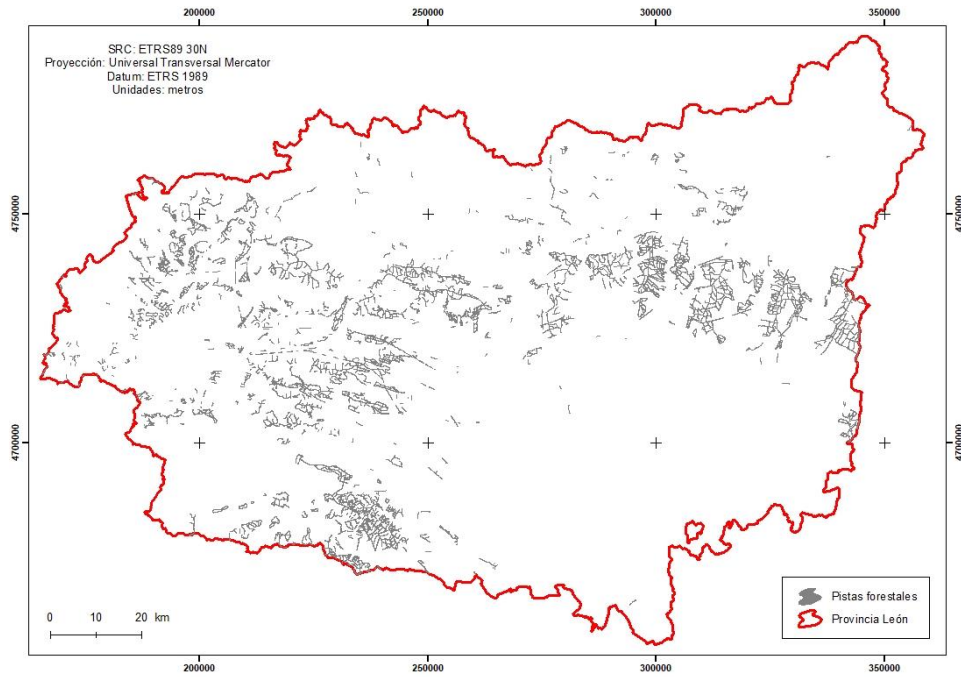 200000 250000 300000 350000
SRC: ETRS89 30N
Proyección: Universal Transversal Mercator
Datum: ETRS 1989
Unidades: metros
4750000 4750000
4700000 4700000
0 10 20 km
Pistas forestales
Provincia León
200000 250000 300000 350000